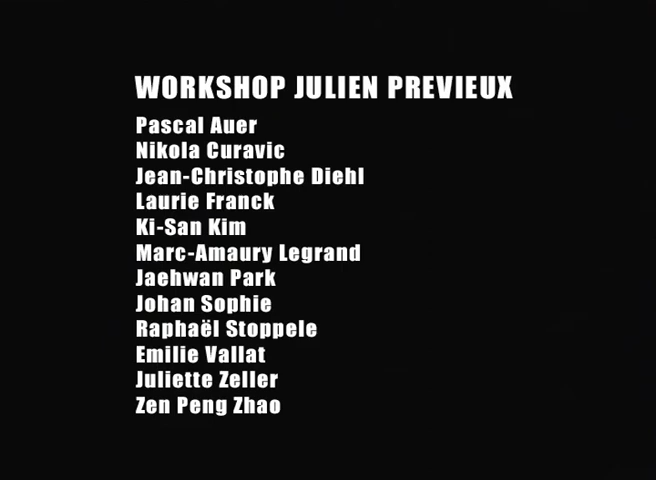 WORKSHOP JULIEN PREVIEUX
Pascal Auer
Nikola Curavic
Jean-Christophe Diehl
Laurie Franck
Ki-San Kim
Marc-Amaury Legrand
Jaehwan Park
Johan Sophie
Raphaël Stoppele
Emilie Vallat
Juliette Zeller
Zen Peng Zhao